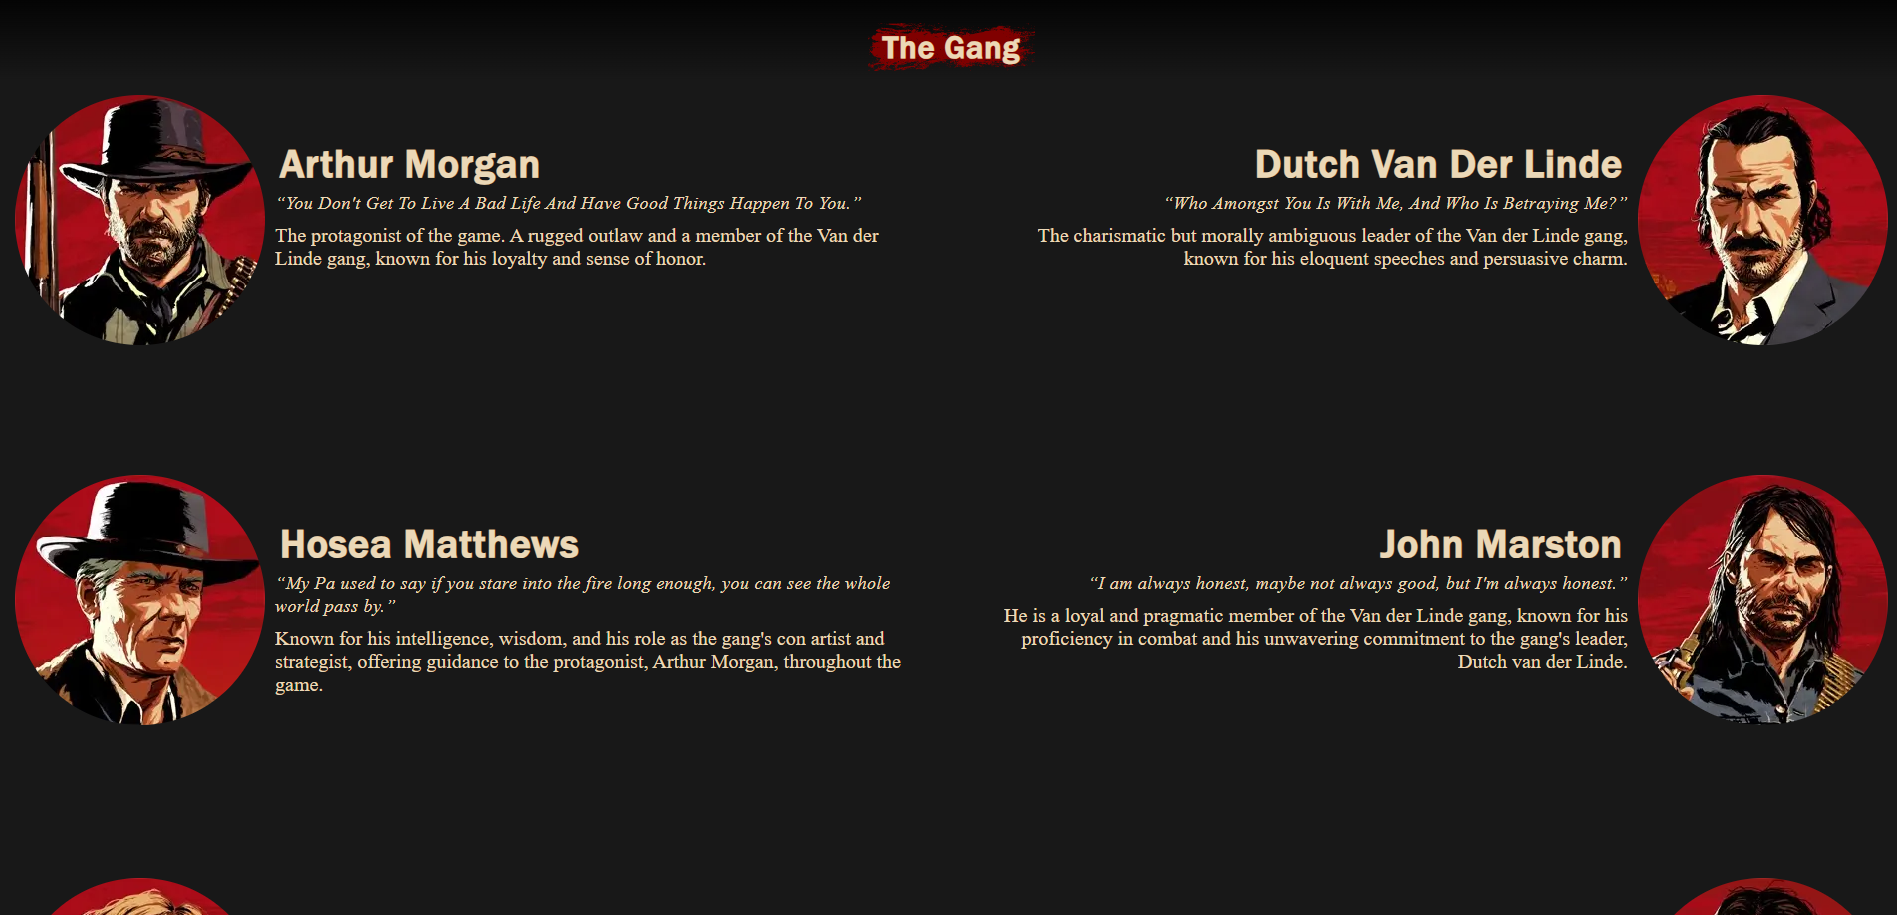 The Gang
Arthur Morgan
“You Don't Get To Live A Bad Life And Have Good Things Happen To You.”
The protagonist of the game. A rugged outlaw and a member of the Van der
Linde gang, known for his loyalty and sense of honor.
Dutch Van Der Linde
“Who Amongst You Is With Me, And Who Is Betraying Me?”
The charismatic but morally ambiguous leader of the Van der Linde gang,
known for his eloquent speeches and persuasive charm.
Hosea Matthews
“My Pa used to say if you stare into the fire long enough, you can see the whole
world pass by.”
Known for his intelligence, wisdom, and his role as the gang's con artist and
strategist, offering guidance to the protagonist, Arthur Morgan, throughout the
game.
John Marston
“I am always honest, maybe not always good, but I'm always honest.”
He is a loyal and pragmatic member of the Van der Linde gang, known for his
proficiency in combat and his unwavering commitment to the gang's leader,
Dutch van der Linde.